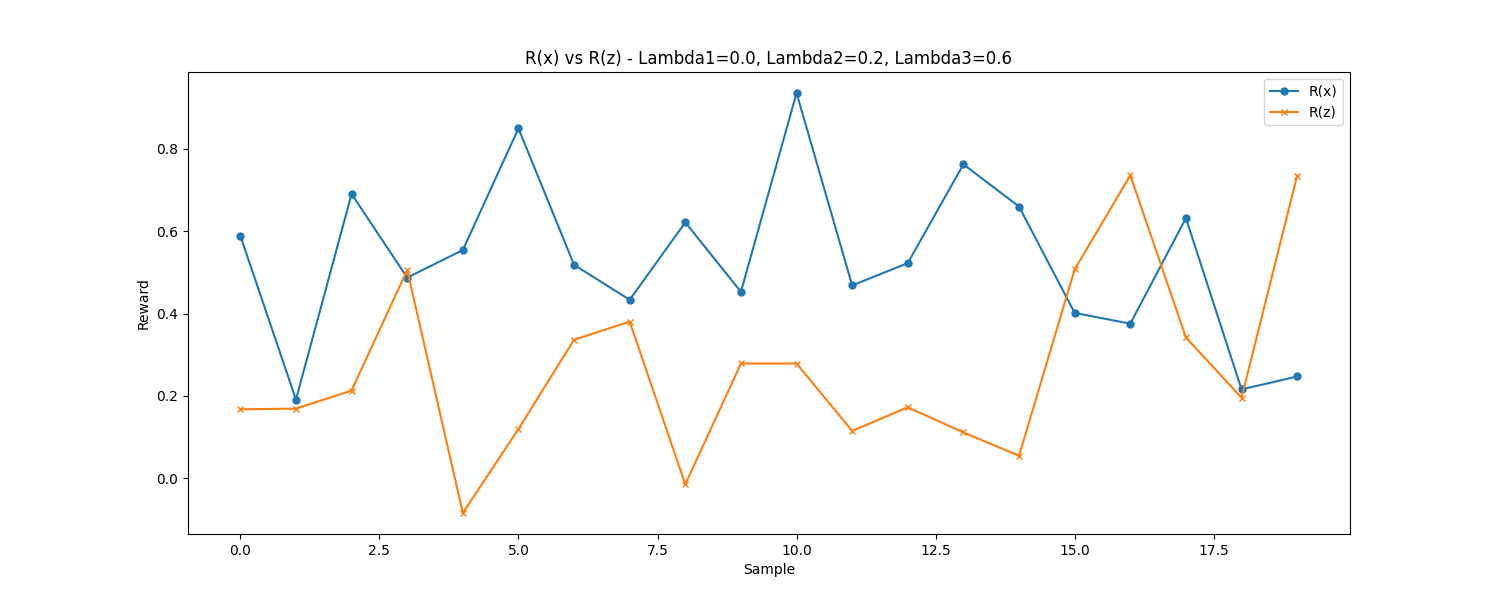 R(x) vs R(z) - Lambda1=0.0, Lambda2=0.2, Lambda3=0.6
R(x)
R(z)
Reward
0.8
0.6
0.4
0.2
0.0
0.0 2.5 5.0 7.5 10.0 12.5 15.0 17.5
Sample